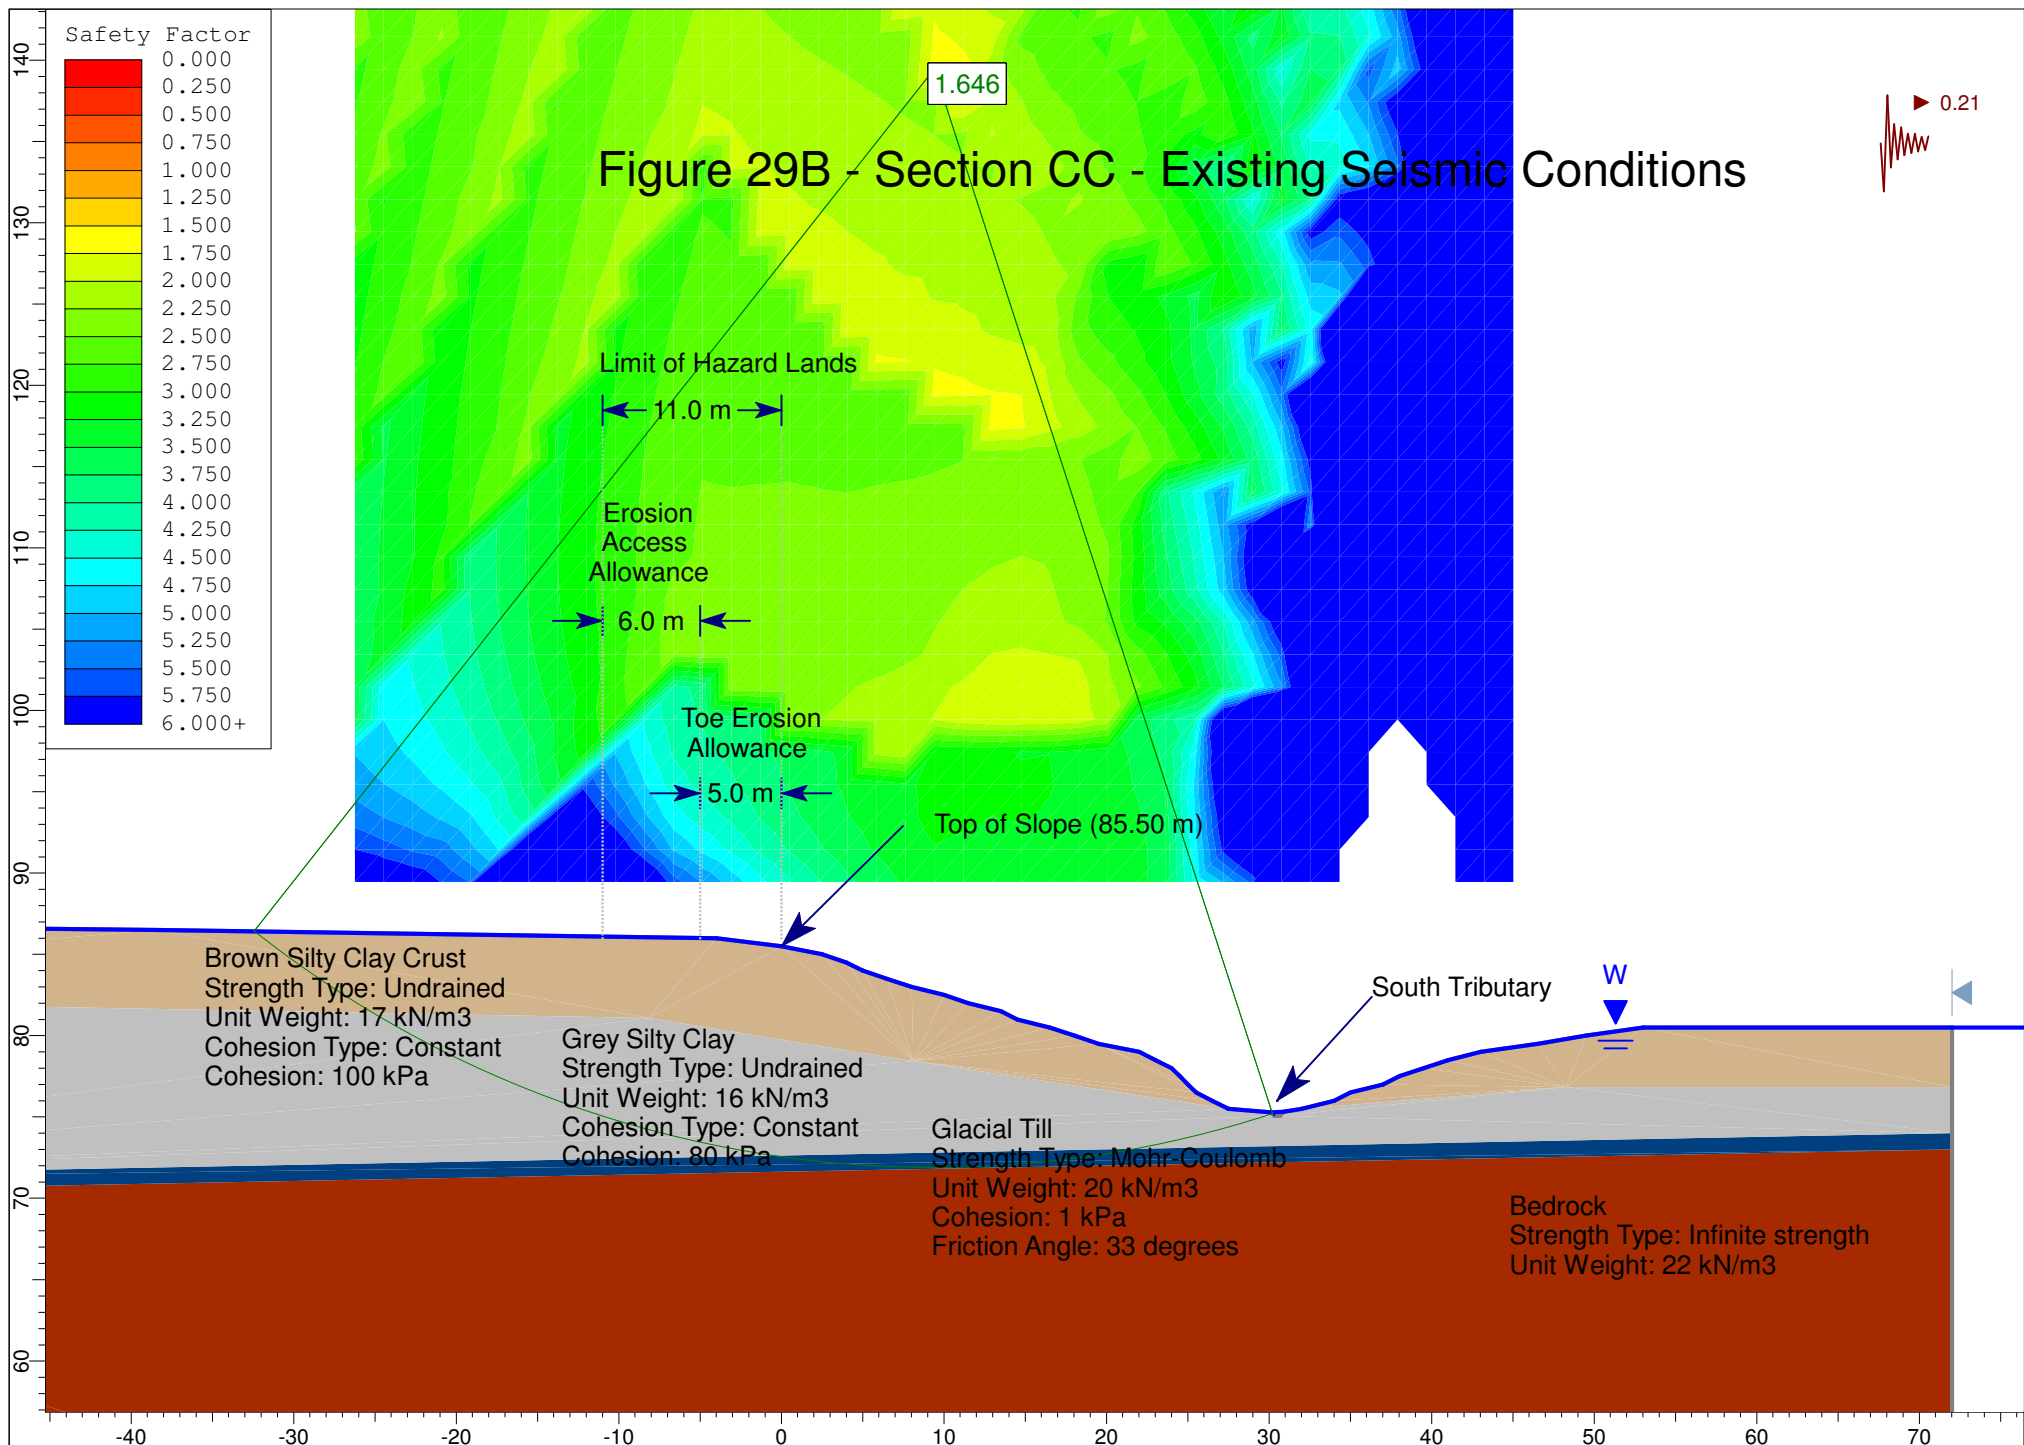 Safety Factor
0.000
0.250
0.500
0.750
1.000
1.250
1.500
1.750
2.000
2.250
2.500
2.750
3.000
3.250
3.500
3.750
4.000
4.250
4.500
4.750
5.000
5.250
5.500
5.750
6.000+
1.646
0.21
Figure 29B - Section CC - Existing Seismic Conditions
Limit of Hazard Lands
11.0 m
Erosion
Access
Allowance
6.0 m
Toe Erosion
Allowance
5.0 m
Top of Slope (85.50 m)
South Tributary
W
Brown Silty Clay Crust
Strength Type: Undrained
Unit Weight: 17 kN/m3
Cohesion Type: Constant
Cohesion: 100 kPa
Grey Silty Clay
Strength Type: Undrained
Unit Weight: 16 kN/m3
Cohesion Type: Constant
Cohesion: 80 kPa
Glacial Till
Strength Type: Mohr-Coulomb
Unit Weight: 20 kN/m3
Cohesion: 1 kPa
Friction Angle: 33 degrees
Bedrock
Strength Type: Infinite strength
Unit Weight: 22 kN/m3
140
130
120
110
100
90
80
70
60
-40 -30 -20 -10 0 10 20 30 40 50 60 70